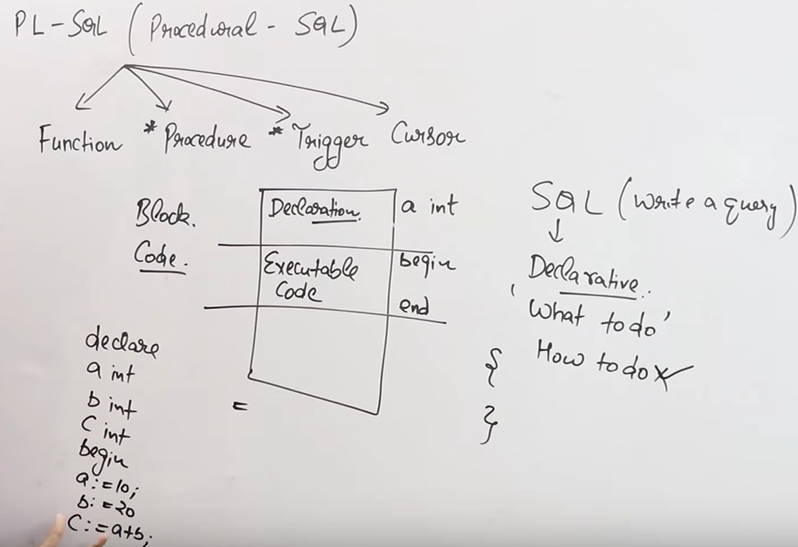 PL-SQL (Procedural - SQL)
Function *Procedure *Trigger Cursor
Block.
Code.
Declaration
a int
Executable
Code
begin
end
SQL (Write a query)
Declarative..
'What to do'
How to do ×
{
}
=
declare
a int
b int
C int
begin
a:=10;
b:=20
C:=a+b;